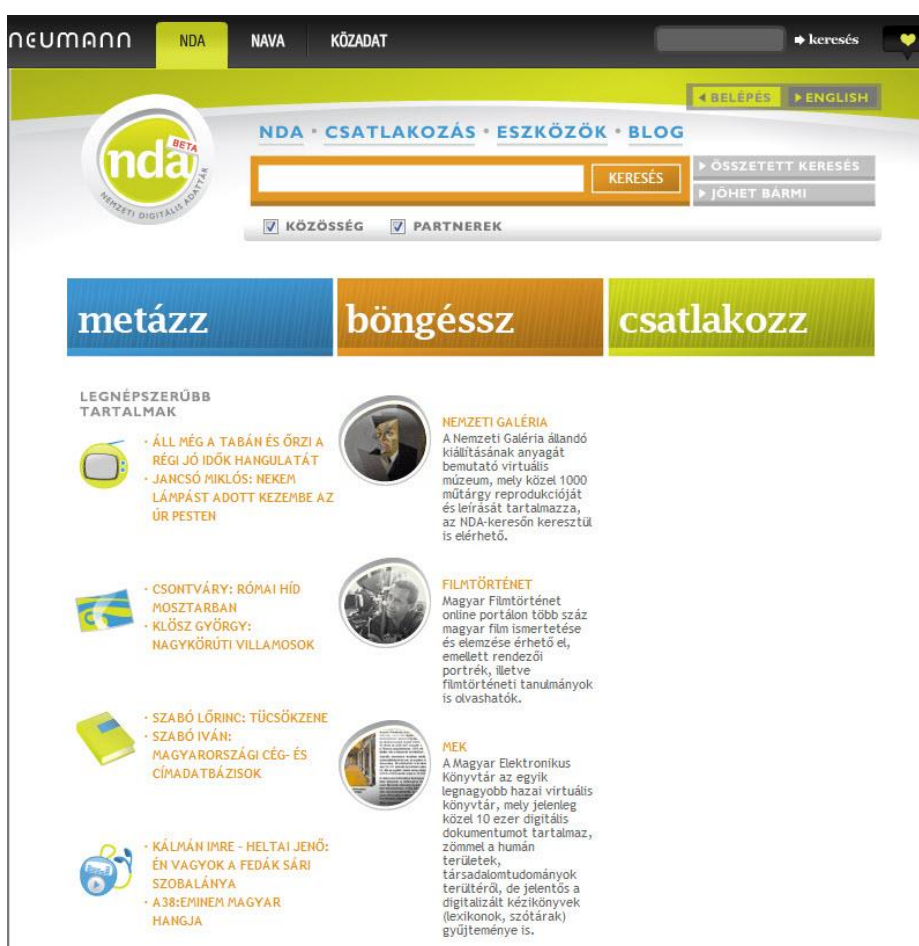 neumann
NDA
NAVA
KÖZADAT
keresés
BELÉPÉS
ENGLISH
nda
BETA
NEMZETI DIGITÁLIS ADATTÁR
NDA • CSATLAKOZÁS • ESZKÖZÖK • BLOG
KERESÉS
ÖSSZETETT KERESÉS
JÖHET BÁRMI
KÖZÖSSÉG
PARTNEREK
metázz
böngéssz
csatlakozz
LEGNÉPSZERŰBB
TARTALMAK
· ÁLL MÉG A TABÁN ÉS ŐRZI A
RÉGI JÓ IDŐK HANGULATÁT
· JANCSÓ MIKLÓS: NEKEM
LÁMPÁST ADOTT KEZEMBE AZ
ÚR PESTEN
· CSONTVÁRY: RÓMAI HÍD
MOSZTARBAN
· KLÖSZ GYÖRGY:
NAGYKÖRÚTI VILLAMOSOK
· SZABÓ LŐRINC: TÜCSÖKZENE
· SZABÓ IVÁN:
MAGYARORSZÁGI CÉG- ÉS
CÍMADATBÁZISOK
· KÁLMÁN IMRE - HELTAI JENŐ:
ÉN VAGYOK A FEDÁK SÁRI
SZOBALÁNYA
· A38:EMINEM MAGYAR
HANGJA
NEMZETI GALÉRIA
A Nemzeti Galéria állandó
kiállításának anyagát
bemutató virtuális
múzeum, mely közel 1000
műtárgy reprodukcióját
és leírását tartalmazza,
az NDA-keresőn keresztül
is elérhető.
FILMTÖRTÉNET
Magyar Filmtörténet
online portálon több száz
magyar film ismertetése
és elemzése érhető el,
emellett rendezői
portrék, illetve
filmtörténeti tanulmányok
is olvashatók.
MEK
A Magyar Elektronikus
Könyvtár az egyik
legnagyobb hazai virtuális
könyvtár, mely jelenleg
közel 10 ezer digitális
dokumentumot tartalmaz,
zömmel a humán
területek,
társadalomtudományok
terültéről, de jelentős a
digitalizált kézikönyvek
(lexikonok, szótárak)
gyűjteménye is.